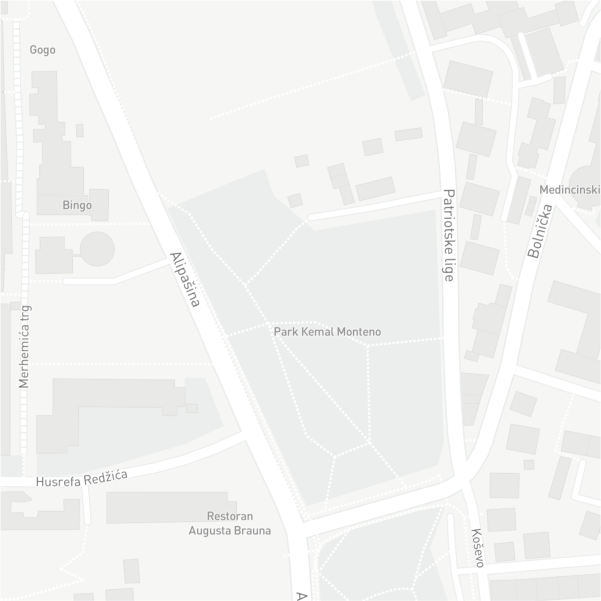 Gogo
Medincinski
Bingo
Patriotske lige
Bolnička
Alipašina
Merhemića trg
Park Kemal Monteno
Husrefa Redžića
Restoran
Augusta Brauna
Koševo
A